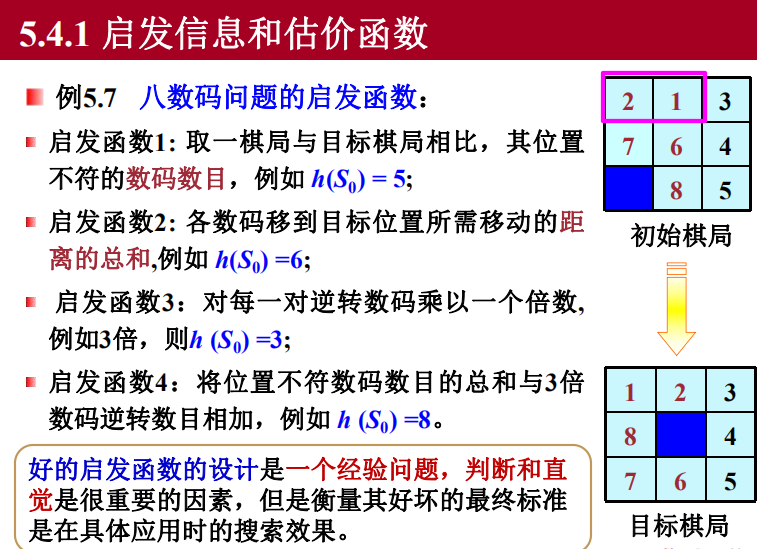 5.4.1 启发信息和估价函数
例5.7 八数码问题的启发函数：
启发函数1: 取一棋局与目标棋局相比，其位置
不符的数码数目，例如 h(S0) = 5;
启发函数2: 各数码移到目标位置所需移动的距
离的总和,例如 h(S0) =6;
启发函数3：对每一对逆转数码乘以一个倍数,
例如3倍，则h (S0) =3;
启发函数4：将位置不符数码数目的总和与3倍
数码逆转数目相加，例如 h (S0) =8。
好的启发函数的设计是一个经验问题，判断和直
觉是很重要的因素，但是衡量其好坏的最终标准
是在具体应用时的搜索效果。
2 1 3
7 6 4
8 5
初始棋局
1 2 3
8 4
7 6 5
目标棋局